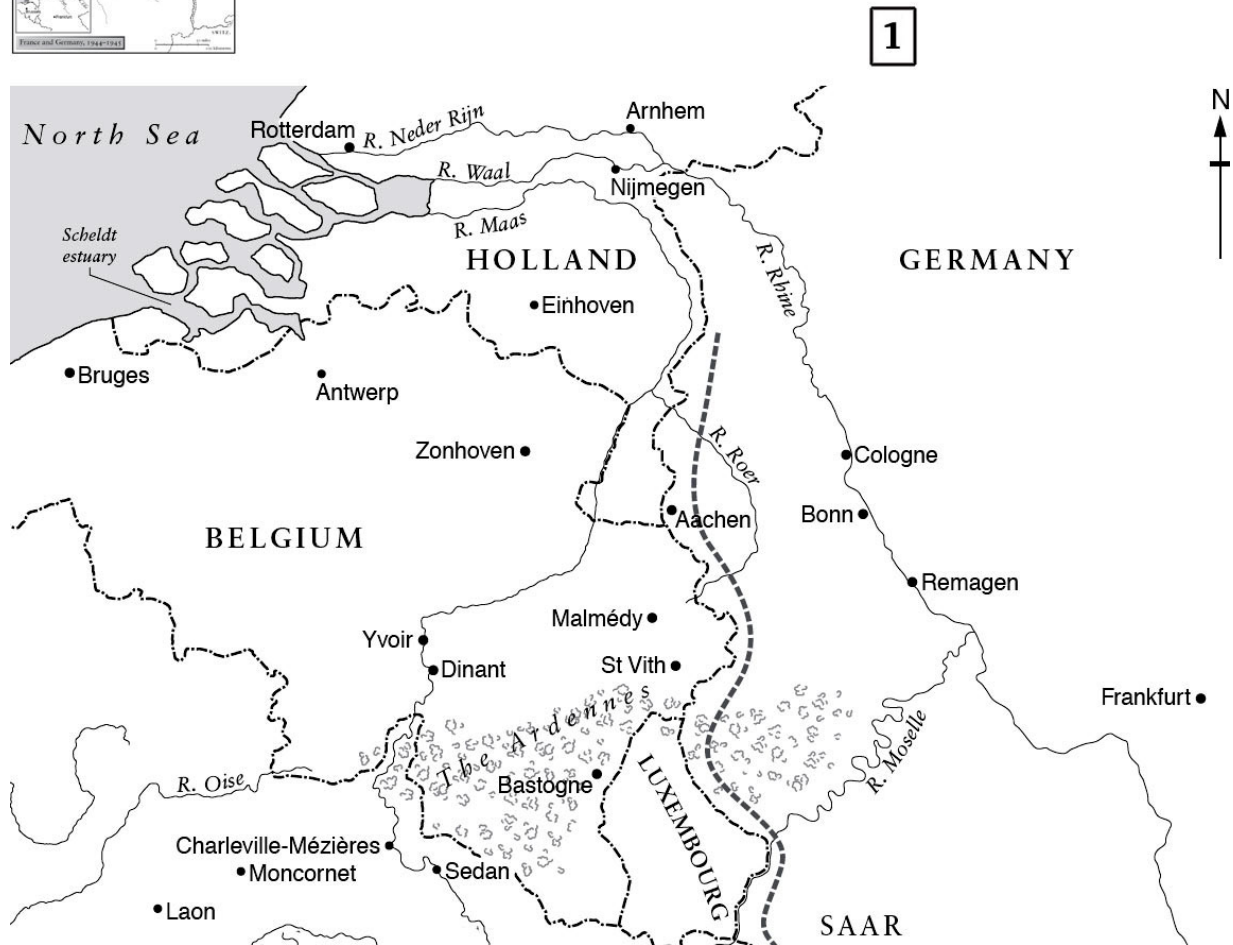 SWITZ.
France and Germany, 1944–1945
1
N
North Sea
Rotterdam
R. Neder Rijn
Arnhem
R. Waal
Nijmegen
R. Maas
Scheldt
estuary
HOLLAND
GERMANY
R. Rhine
Einhoven
Bruges
Antwerp
Zonhoven
R. Roer
Cologne
Aachen
Bonn
BELGIUM
Remagen
Malmédy
Yvoir
St Vith
Dinant
Frankfurt
The Ardennes
R. Moselle
R. Oise
Bastogne
LUXEMBOURG
Charleville-Mézières
Moncornet
Sedan
Laon
SAAR